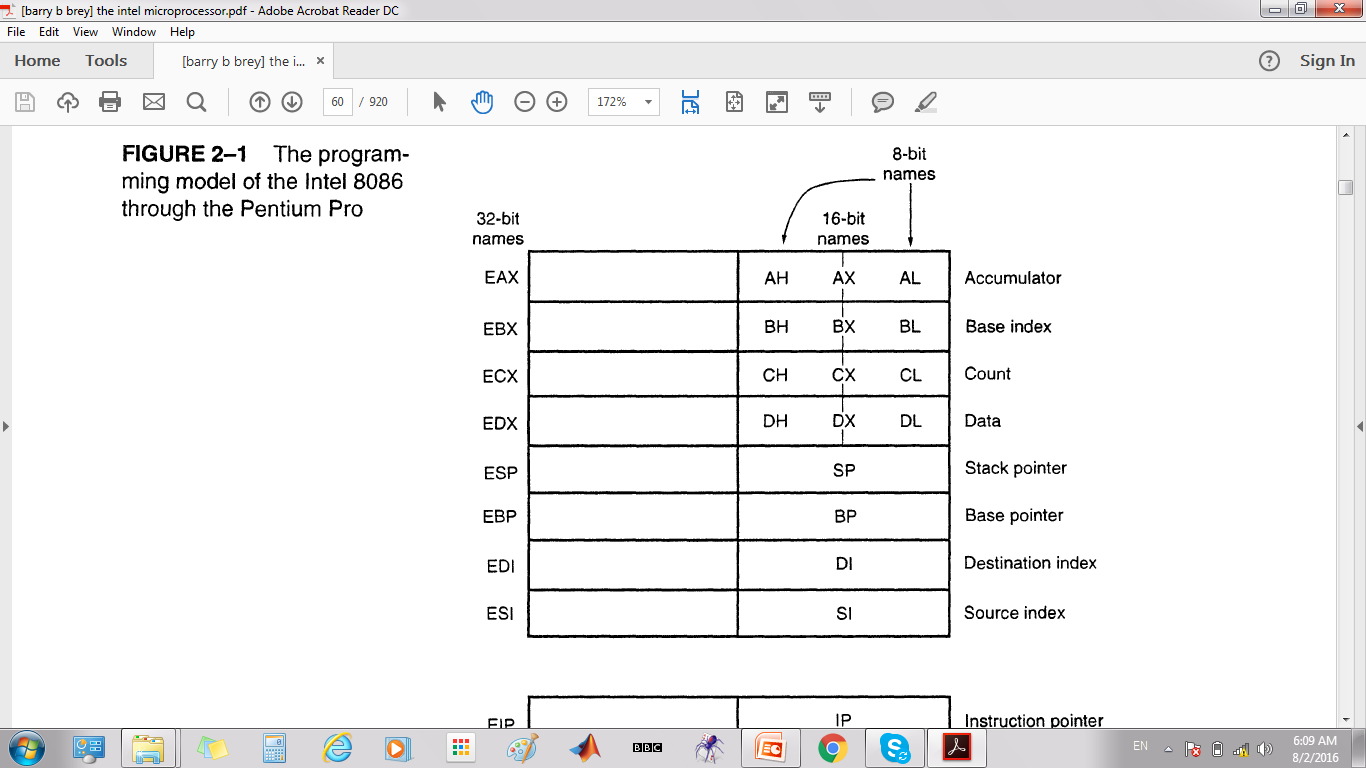 [barry b brey] the intel microprocessor.pdf - Adobe Acrobat Reader DC
File Edit View Window Help
Home Tools [barry b brey] the i... × ? Sign In
60 / 920 172%
FIGURE 2–1 The program-
ming model of the Intel 8086
through the Pentium Pro
8-bit
names
32-bit
names
16-bit
names
EAX AH AX AL Accumulator
EBX BH BX BL Base index
ECX CH CX CL Count
EDX DH DX DL Data
ESP SP Stack pointer
EBP BP Base pointer
EDI DI Destination index
ESI SI Source index
EIP IP Instruction pointer
BBC EN 6:09 AM
8/2/2016